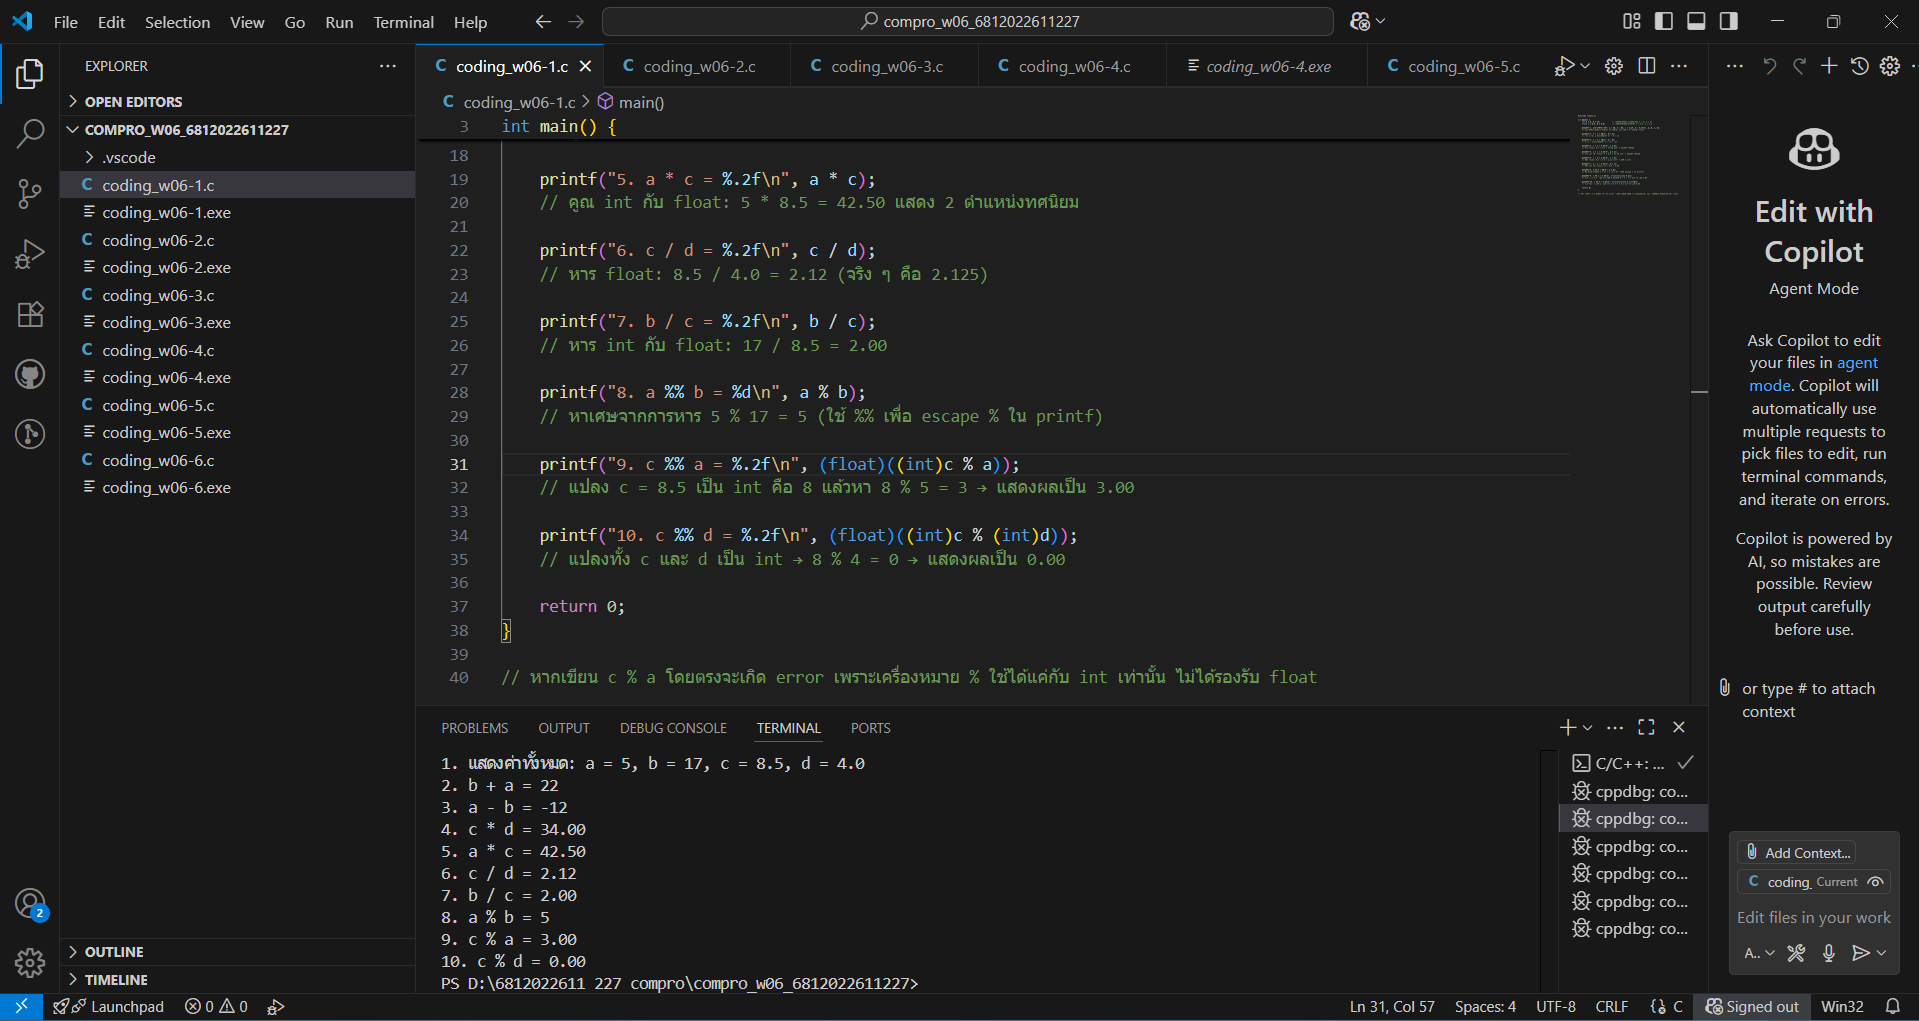 File Edit Selection View Go Run Terminal Help
compro_w06_6812022611227
EXPLORER
OPEN EDITORS
COMPRO_W06_6812022611227
.vscode
C coding_w06-1.c
coding_w06-1.exe
C coding_w06-2.c
coding_w06-2.exe
C coding_w06-3.c
coding_w06-3.exe
C coding_w06-4.c
coding_w06-4.exe
C coding_w06-5.c
coding_w06-5.exe
C coding_w06-6.c
coding_w06-6.exe
OUTLINE
TIMELINE
2
C coding_w06-1.c C coding_w06-2.c C coding_w06-3.c C coding_w06-4.c coding_w06-4.exe C coding_w06-5.c
C coding_w06-1.c > main()
3 int main() {
18
19 printf("5. a * c = %.2f\n", a * c);
20 // คูณ int กับ float: 5 * 8.5 = 42.50 แสดง 2 ตำแหน่งทศนิยม
21
22 printf("6. c / d = %.2f\n", c / d);
23 // หาร float: 8.5 / 4.0 = 2.12 (จริง ๆ คือ 2.125)
24
25 printf("7. b / c = %.2f\n", b / c);
26 // หาร int กับ float: 17 / 8.5 = 2.00
27
28 printf("8. a %% b = %d\n", a % b);
29 // หาเศษจากการหาร 5 % 17 = 5 (ใช้ %% เพื่อ escape % ใน printf)
30
31 printf("9. c %% a = %.2f\n", (float)((int)c % a));
32 // แปลง c = 8.5 เป็น int คือ 8 แล้วหา 8 % 5 = 3 → แสดงผลเป็น 3.00
33
34 printf("10. c %% d = %.2f\n", (float)((int)c % (int)d));
35 // แปลงทั้ง c และ d เป็น int → 8 % 4 = 0 → แสดงผลเป็น 0.00
36
37 return 0;
38 }
39
40 // หากเขียน c % a โดยตรงจะเกิด error เพราะเครื่องหมาย % ใช้ได้แค่กับ int เท่านั้น ไม่ได้รองรับ float
PROBLEMS OUTPUT DEBUG CONSOLE TERMINAL PORTS
1. แสดงค่าทั้งหมด: a = 5, b = 17, c = 8.5, d = 4.0
2. b + a = 22
3. a - b = -12
4. c * d = 34.00
5. a * c = 42.50
6. c / d = 2.12
7. b / c = 2.00
8. a % b = 5
9. c % a = 3.00
10. c % d = 0.00
PS D:\6812022611 227 compro\compro_w06_6812022611227>
C/C++: ...
cppdbg: co...
cppdbg: co...
cppdbg: co...
cppdbg: co...
cppdbg: co...
cppdbg: co...
Edit with
Copilot
Agent Mode
Ask Copilot to edit
your files in agent
mode. Copilot will
automatically use
multiple requests to
pick files to edit, run
terminal commands,
and iterate on errors.
Copilot is powered by
AI, so mistakes are
possible. Review
output carefully
before use.
or type # to attach
context
Add Context...
C coding_ Current
Edit files in your work
A..
Launchpad 0 0 Ln 31, Col 57 Spaces: 4 UTF-8 CRLF {} C Signed out Win32